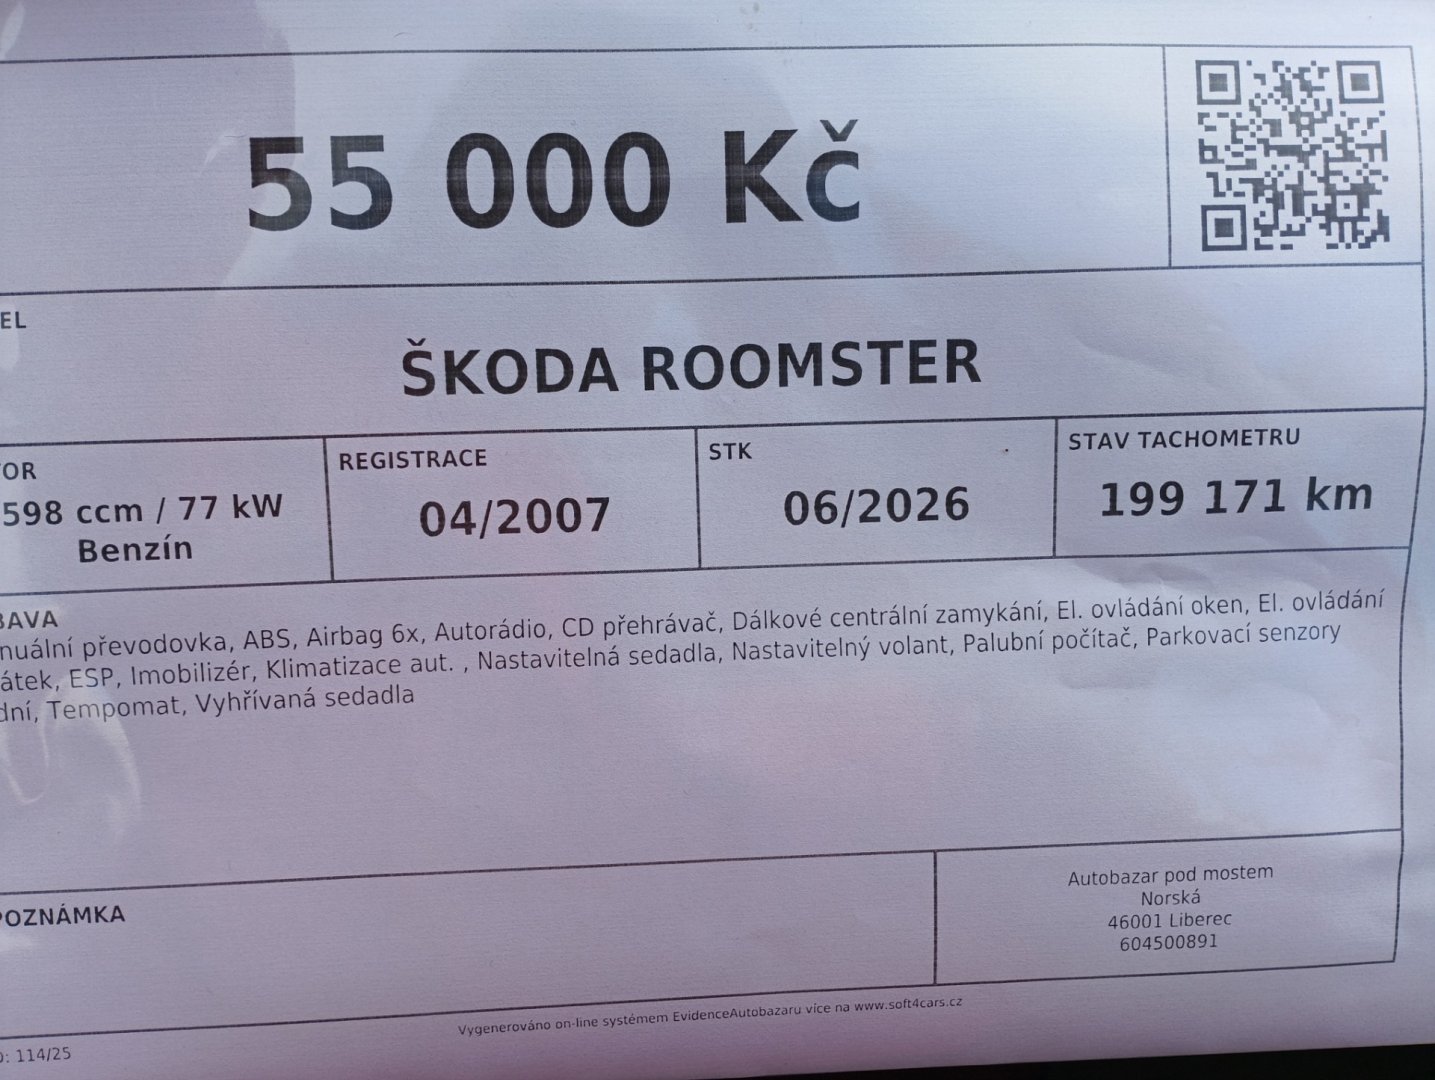 55 000 Kč
EL
ŠKODA ROOMSTER
OR
598 ccm / 77 kW
Benzín
REGISTRACE
04/2007
STK
06/2026
STAV TACHOMETRU
199 171 km
BAVA
nuální převodovka, ABS, Airbag 6x, Autorádio, CD přehrávač, Dálkové centrální zamykání, El. ovládání oken, El. ovládání
átek, ESP, Imobilizér, Klimatizace aut. , Nastavitelná sedadla, Nastavitelný volant, Palubní počítač, Parkovací senzory
dní, Tempomat, Vyhřívaná sedadla
POZNÁMKA
Autobazar pod mostem
Norská
46001 Liberec
604500891
Vygenerováno on-line systémem EvidenceAutobazaru více na www.soft4cars.cz
D: 114/25